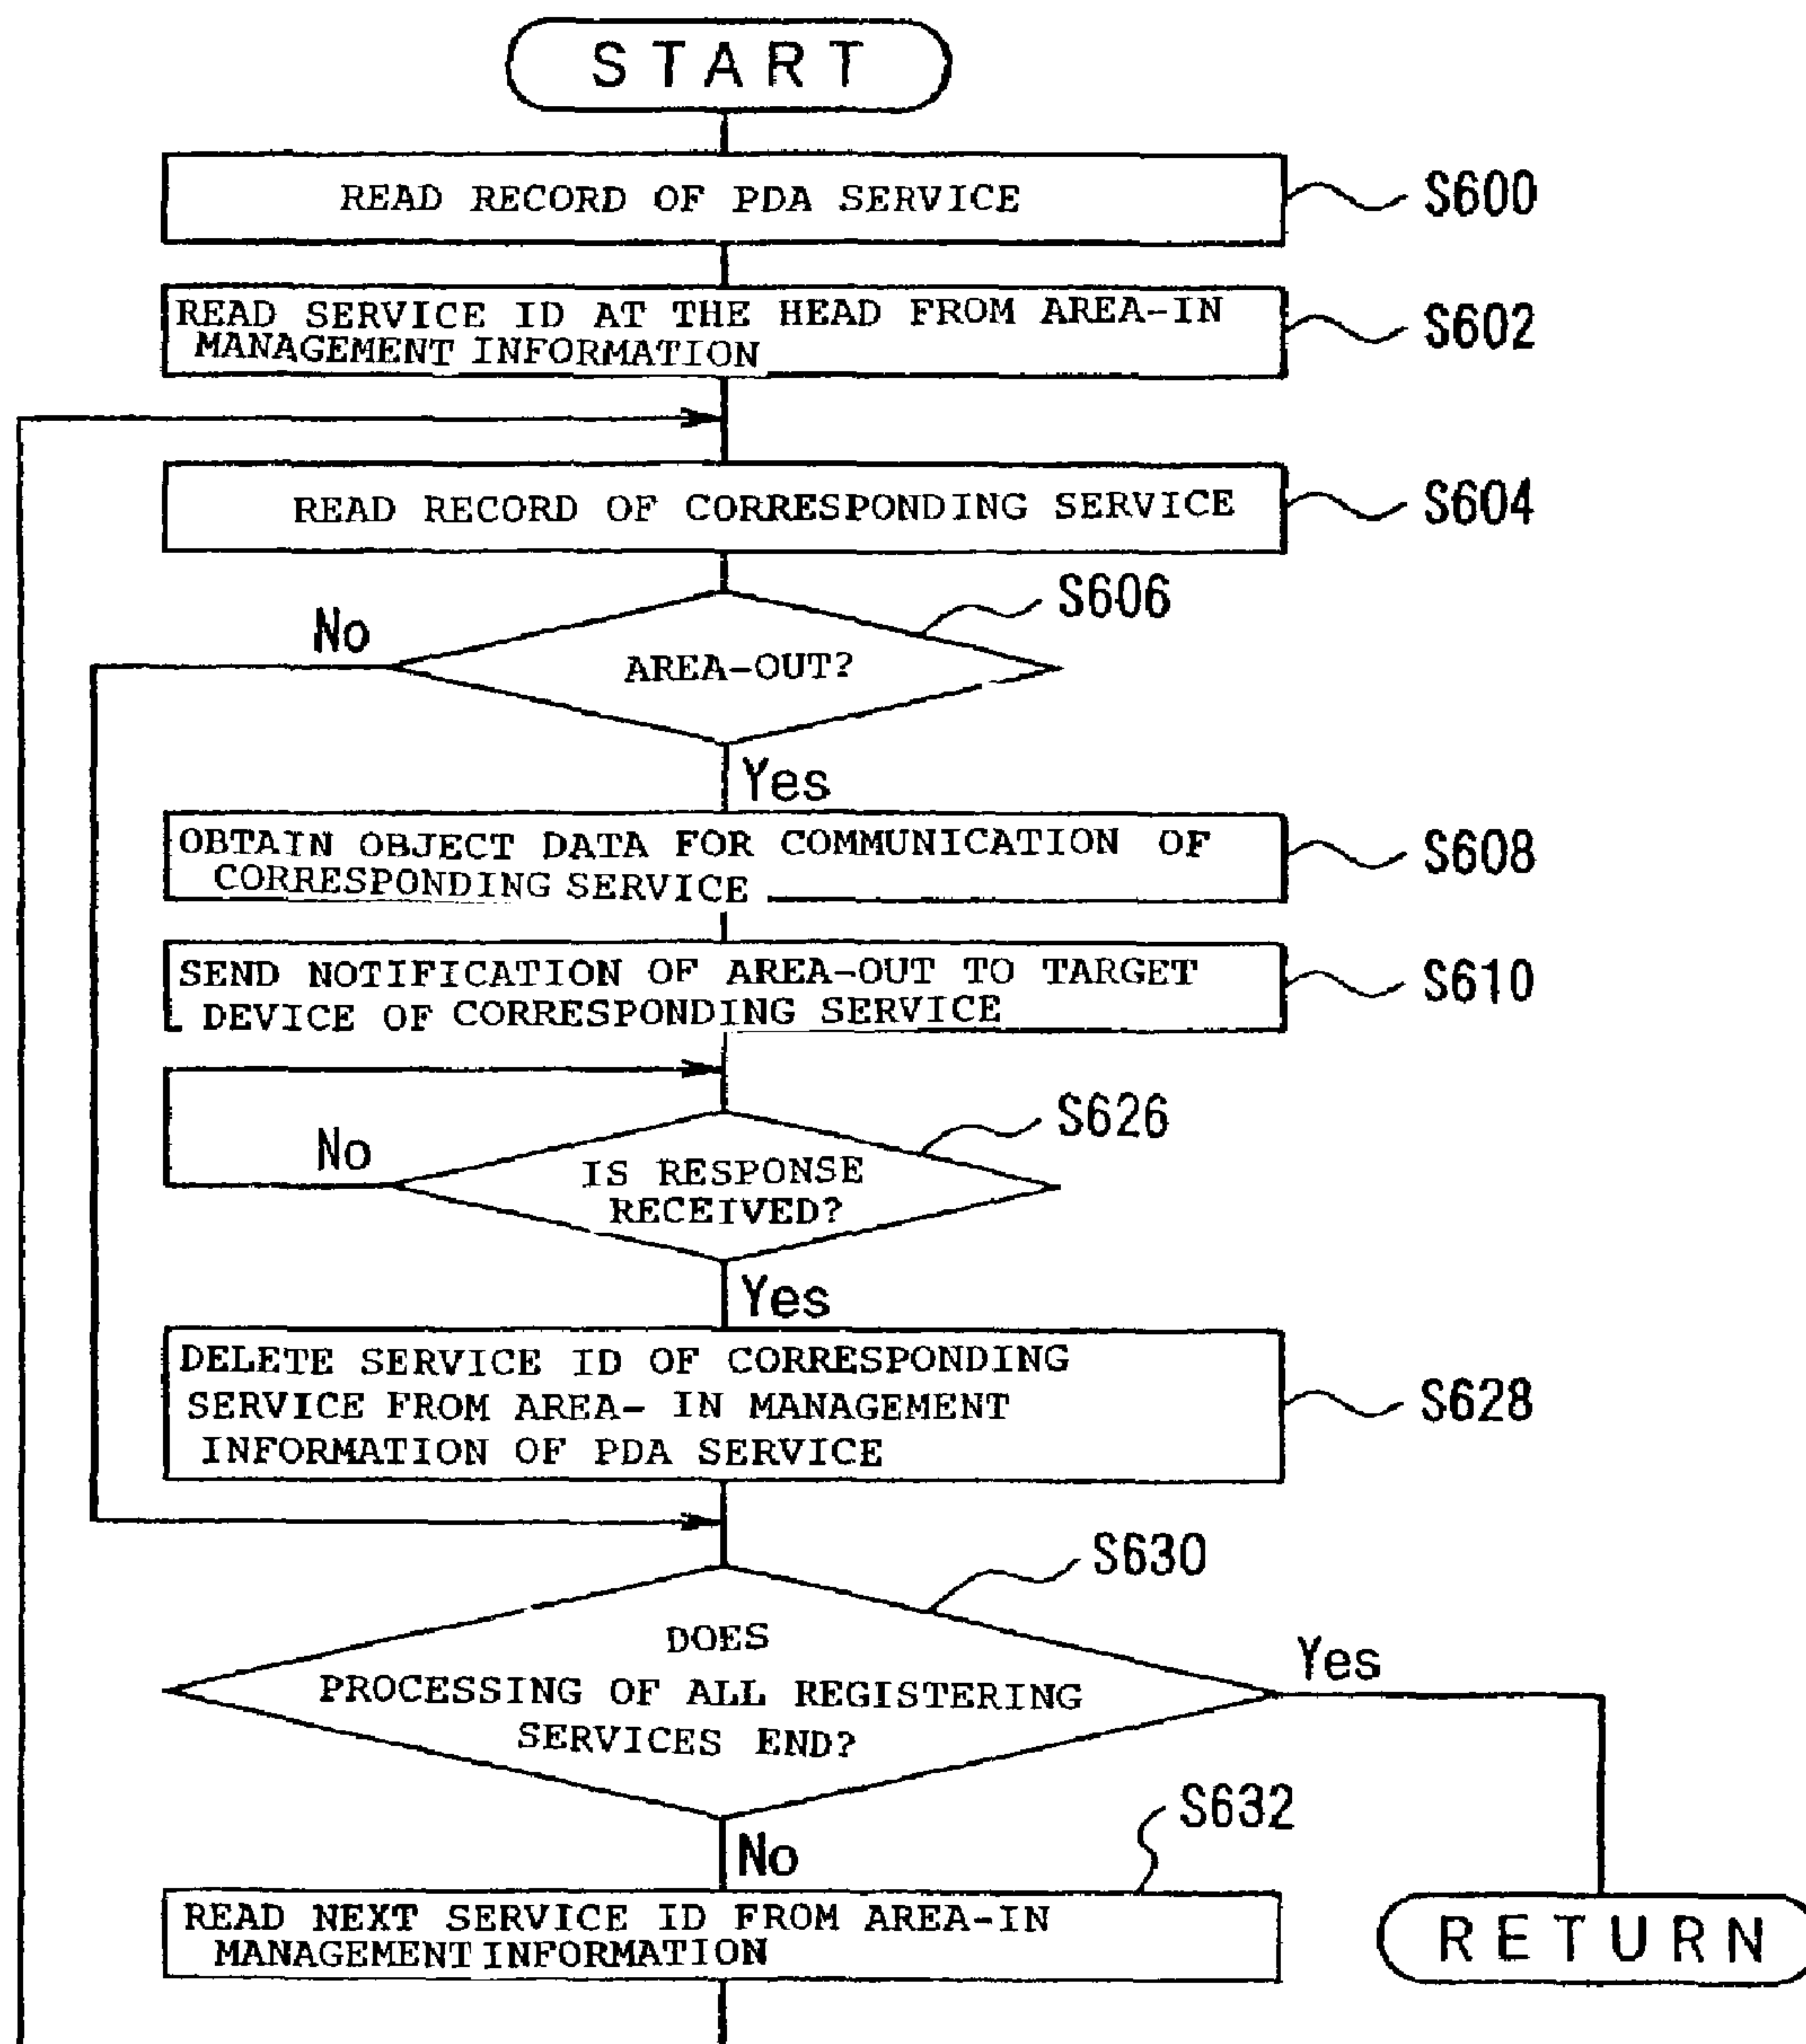 START
READ RECORD OF PDA SERVICE
S600
READ SERVICE ID AT THE HEAD FROM AREA-IN
MANAGEMENT INFORMATION
S602
READ RECORD OF CORRESPONDING SERVICE
S604
S606
No
AREA-OUT?
Yes
OBTAIN OBJECT DATA FOR COMMUNICATION OF
CORRESPONDING SERVICE
S608
SEND NOTIFICATION OF AREA-OUT TO TARGET
DEVICE OF CORRESPONDING SERVICE
S610
S626
No
IS RESPONSE
RECEIVED?
Yes
DELETE SERVICE ID OF CORRESPONDING
SERVICE FROM AREA- IN MANAGEMENT
INFORMATION OF PDA SERVICE
S628
S630
DOES
PROCESSING OF ALL REGISTERING
SERVICES END?
Yes
S632
No
READ NEXT SERVICE ID FROM AREA-IN
MANAGEMENT INFORMATION
RETURN